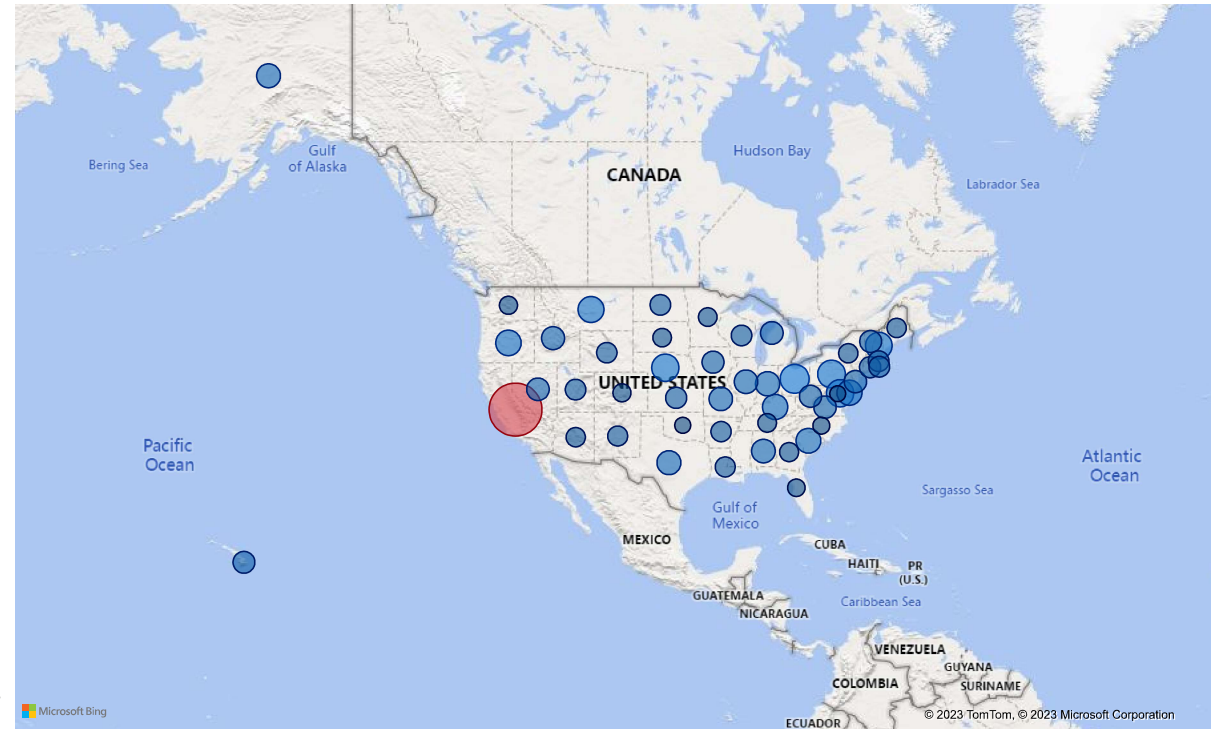 Bering Sea
Gulf
of Alaska
Hudson Bay
CANADA
Labrador Sea
UNITED STATES
Pacific
Ocean
Atlantic
Ocean
Sargasso Sea
Gulf of
Mexico
MEXICO
CUBA
HAITI
PR
(U.S.)
GUATEMALA
Caribbean Sea
NICARAGUA
VENEZUELA
GUYANA
COLOMBIA
SURINAME
ECUADOR
Microsoft Bing
© 2023 TomTom, © 2023 Microsoft Corporation